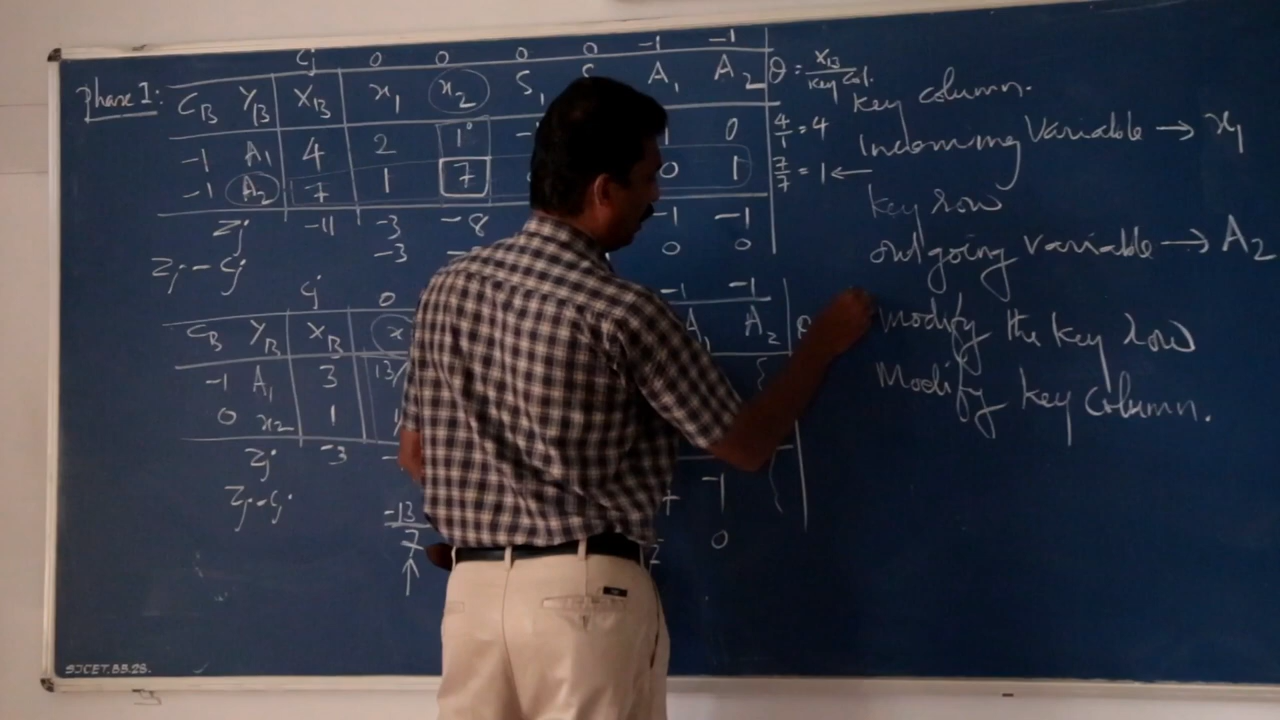 Cj 0 0 0 0 -1 -1
Phase I: CB YB XB x1 x2 S1 S A1 A2 θ = XB/Key Col.
-1 A1 4 2 1 0 4/1 = 4
-1 A2 7 1 7 0 1 7/7 = 1 ←
Zj -11 -3 -8 -1 -1
Zj - Cj -3 0 0
Cj 0 -1 -1
CB YB XB x A2
-1 A1 3 13/
0 x2 1
Zj -3 -1
Zj - Cj -13/7 0
↑
Key column.
Incoming Variable → x1
Key row
outgoing variable → A2
Modify the key row
Modify key column.
SJCET.BB.28.